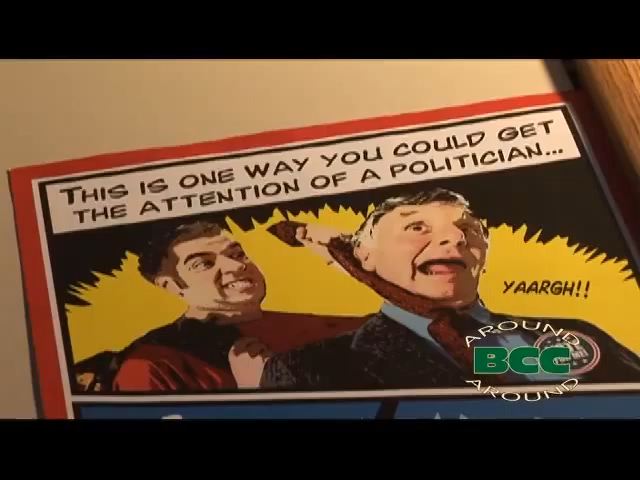 THIS IS ONE WAY YOU COULD GET
THE ATTENTION OF A POLITICIAN...
YAARGH!!
AROUND
BCC
AROUND